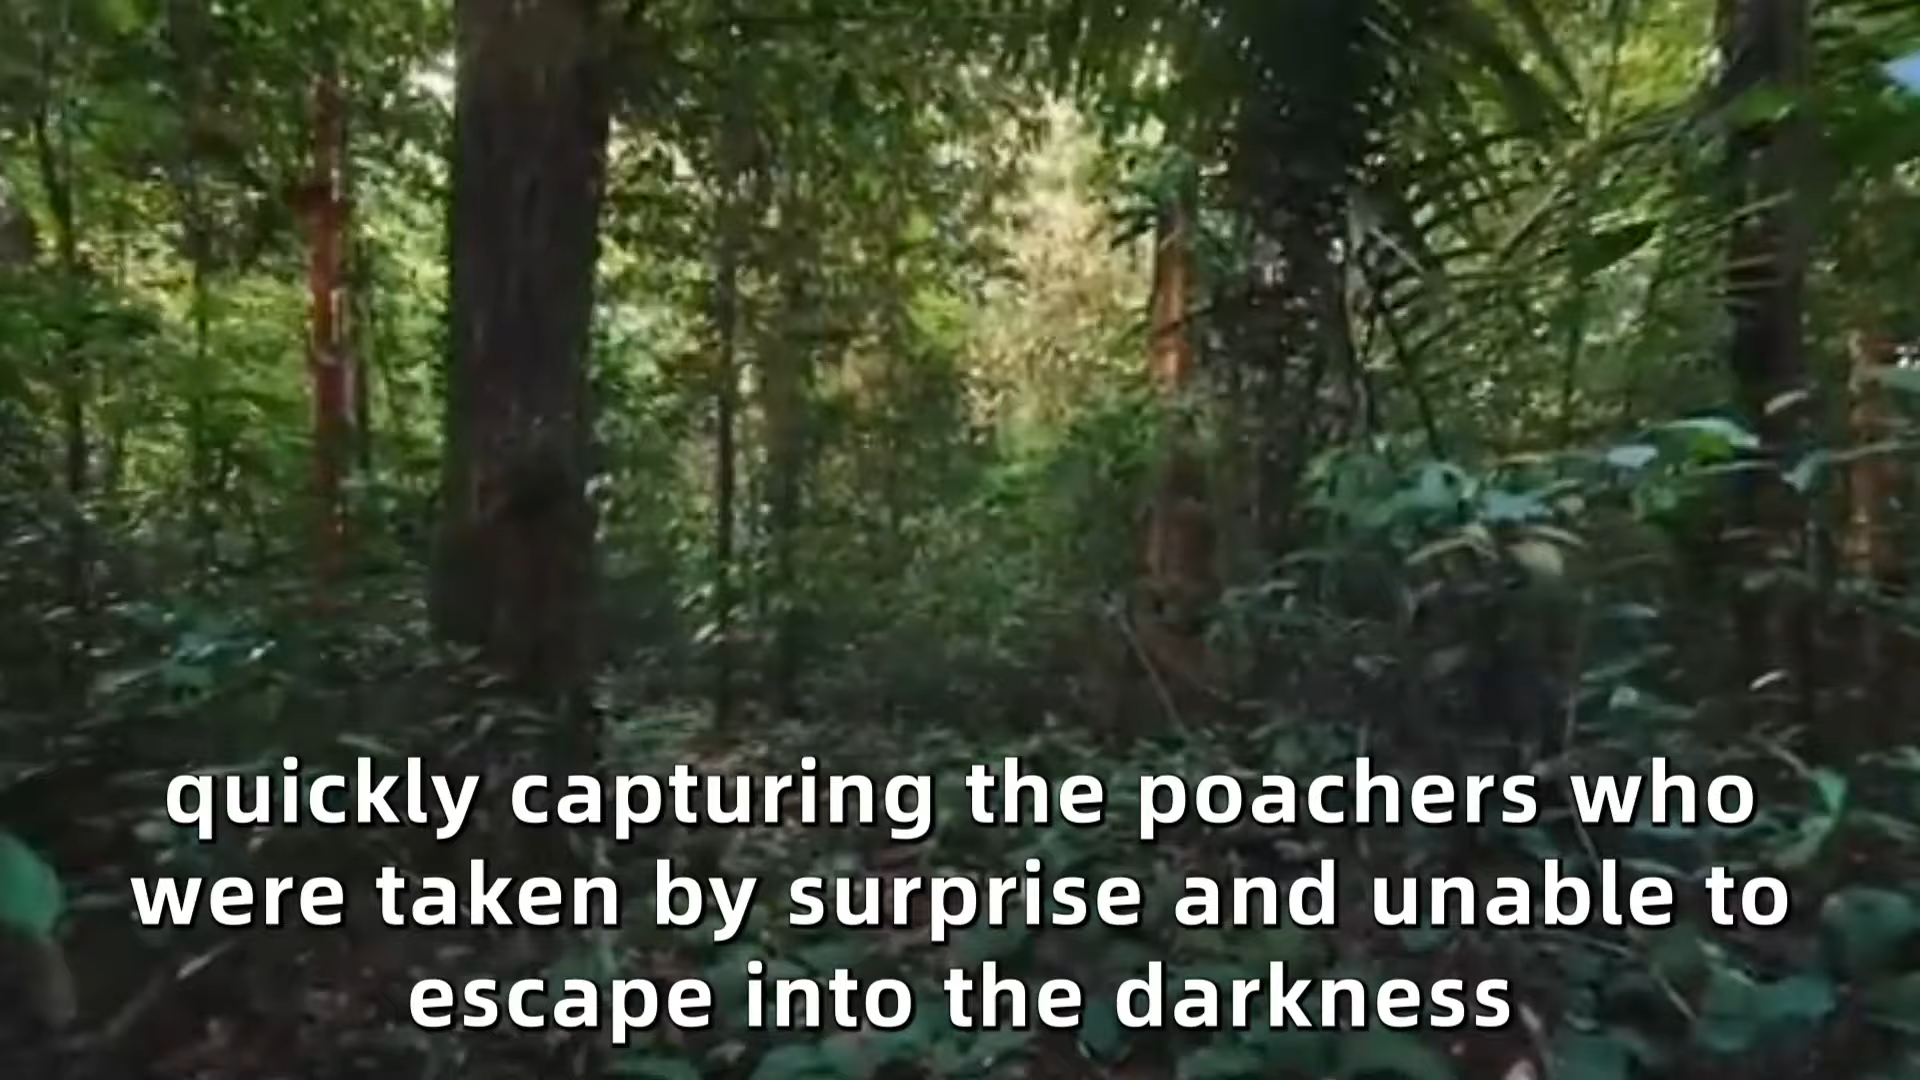 quickly capturing the poachers who
were taken by surprise and unable to
escape into the darkness